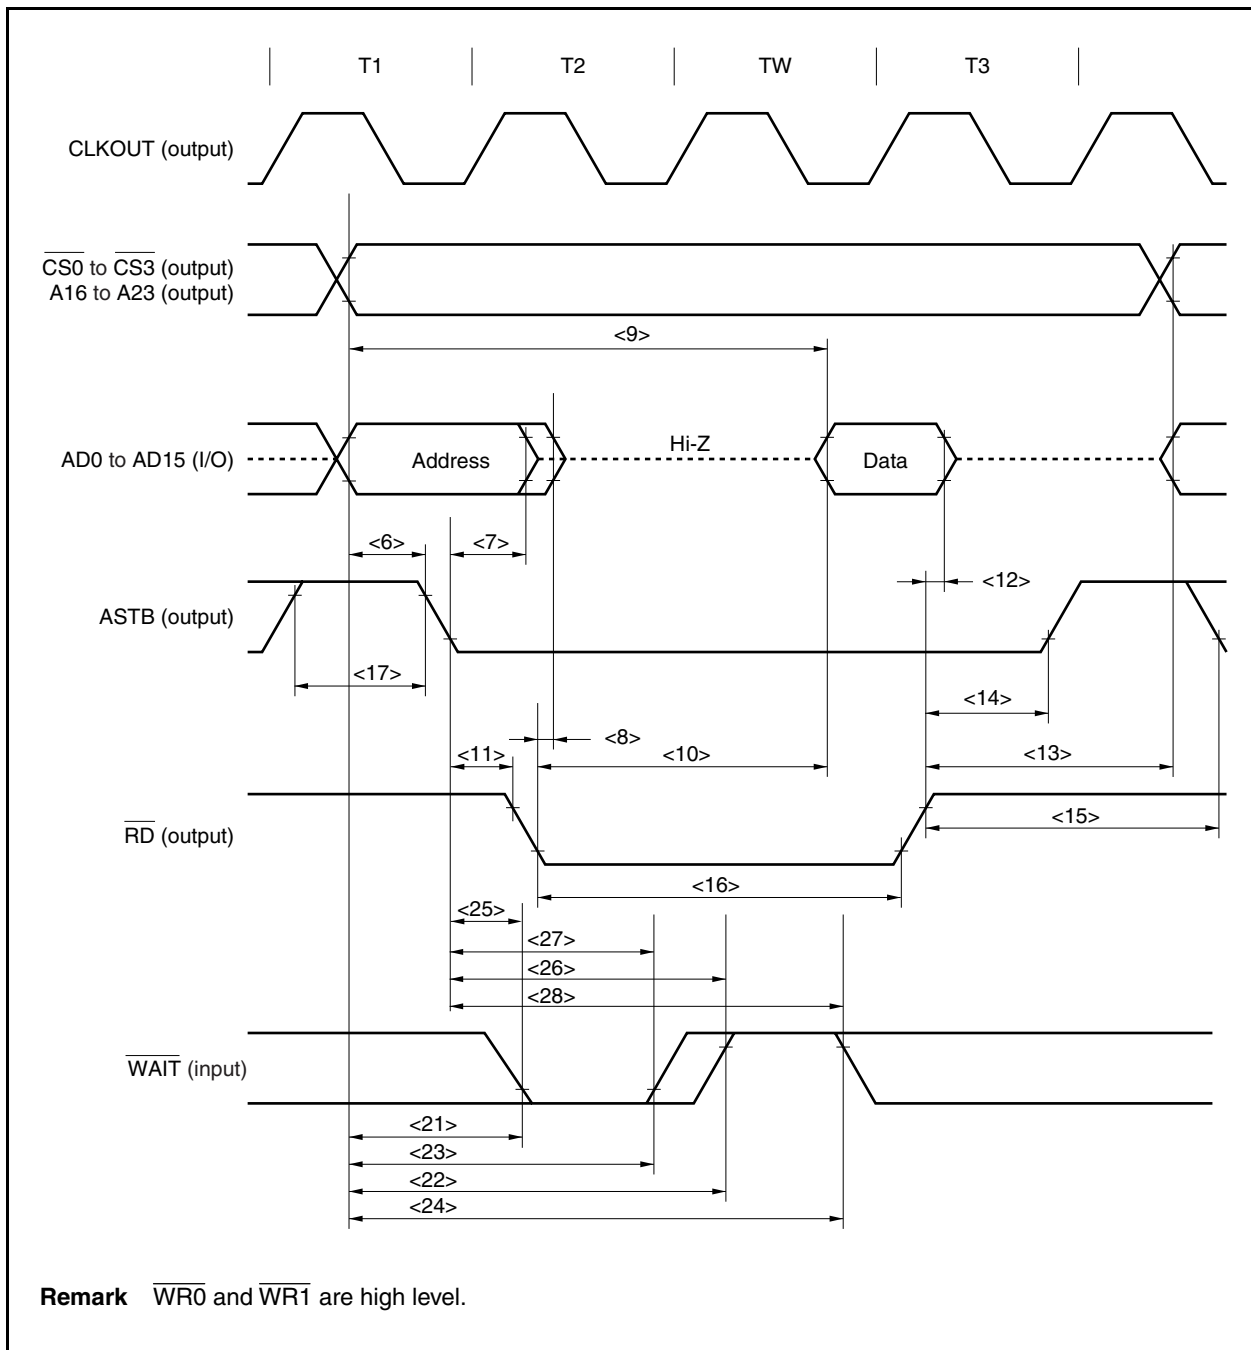 T1 T2 TW T3
CLKOUT (output)
CS0 to CS3 (output)
A16 to A23 (output)
<9>
AD0 to AD15 (I/O)
Address
Hi-Z
Data
<6>
<7>
<12>
ASTB (output)
<17>
<14>
<8>
<11>
<10>
<13>
RD (output)
<15>
<16>
<25>
<27>
<26>
<28>
WAIT (input)
<21>
<23>
<22>
<24>
Remark WR0 and WR1 are high level.